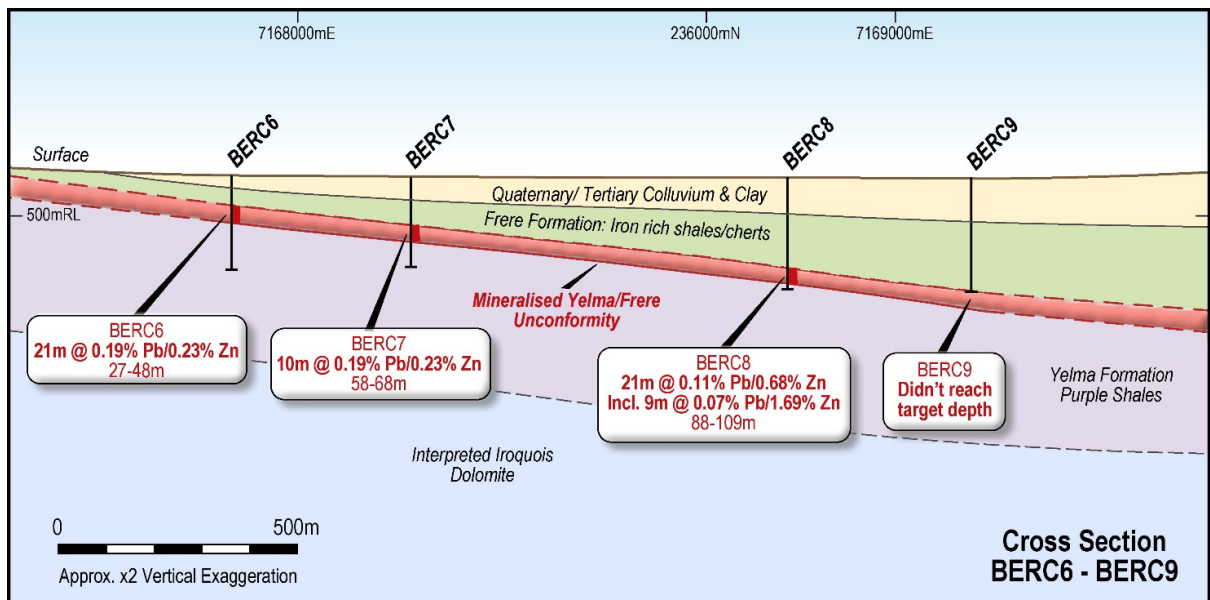 7168000mE
236000mN
7169000mE
BERC6
BERC7
BERC8
BERC9
Surface
Quaternary/ Tertiary Colluvium & Clay
500mRL
Frere Formation: Iron rich shales/cherts
Mineralised Yelma/Frere
Unconformity
BERC6
21m @ 0.19% Pb/0.23% Zn
27-48m
BERC7
10m @ 0.19% Pb/0.23% Zn
58-68m
BERC8
21m @ 0.11% Pb/0.68% Zn
Incl. 9m @ 0.07% Pb/1.69% Zn
88-109m
BERC9
Didn't reach
target depth
Yelma Formation
Purple Shales
Interpreted Iroquois
Dolomite
0 500m
Approx. x2 Vertical Exaggeration
Cross Section
BERC6 - BERC9